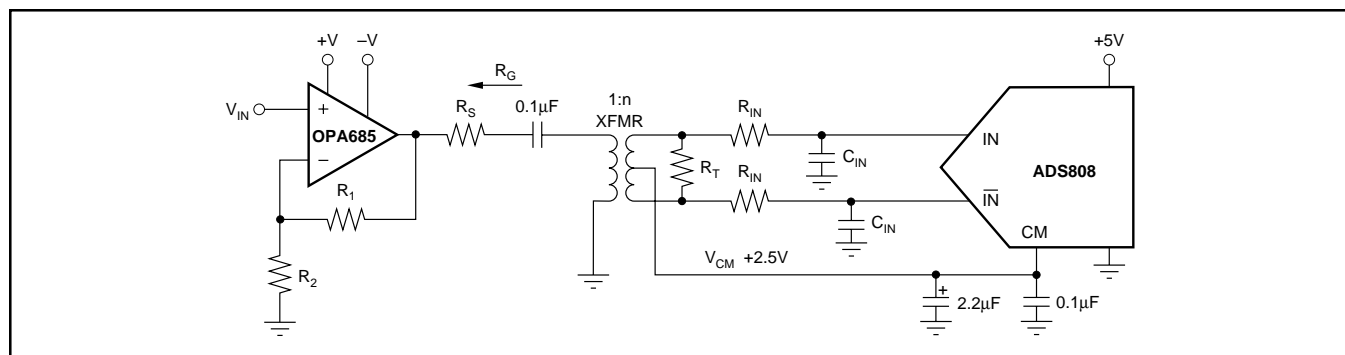 +V
–V
+5V
R_G
1:n
XFMR
R_S
0.1µF
R_IN
V_IN
+
OPA685
–
IN
C_IN
ADS808
R_T
R_1
R_IN
I̅N̅
C_IN
CM
R_2
V_CM +2.5V
+
2.2µF
0.1µF